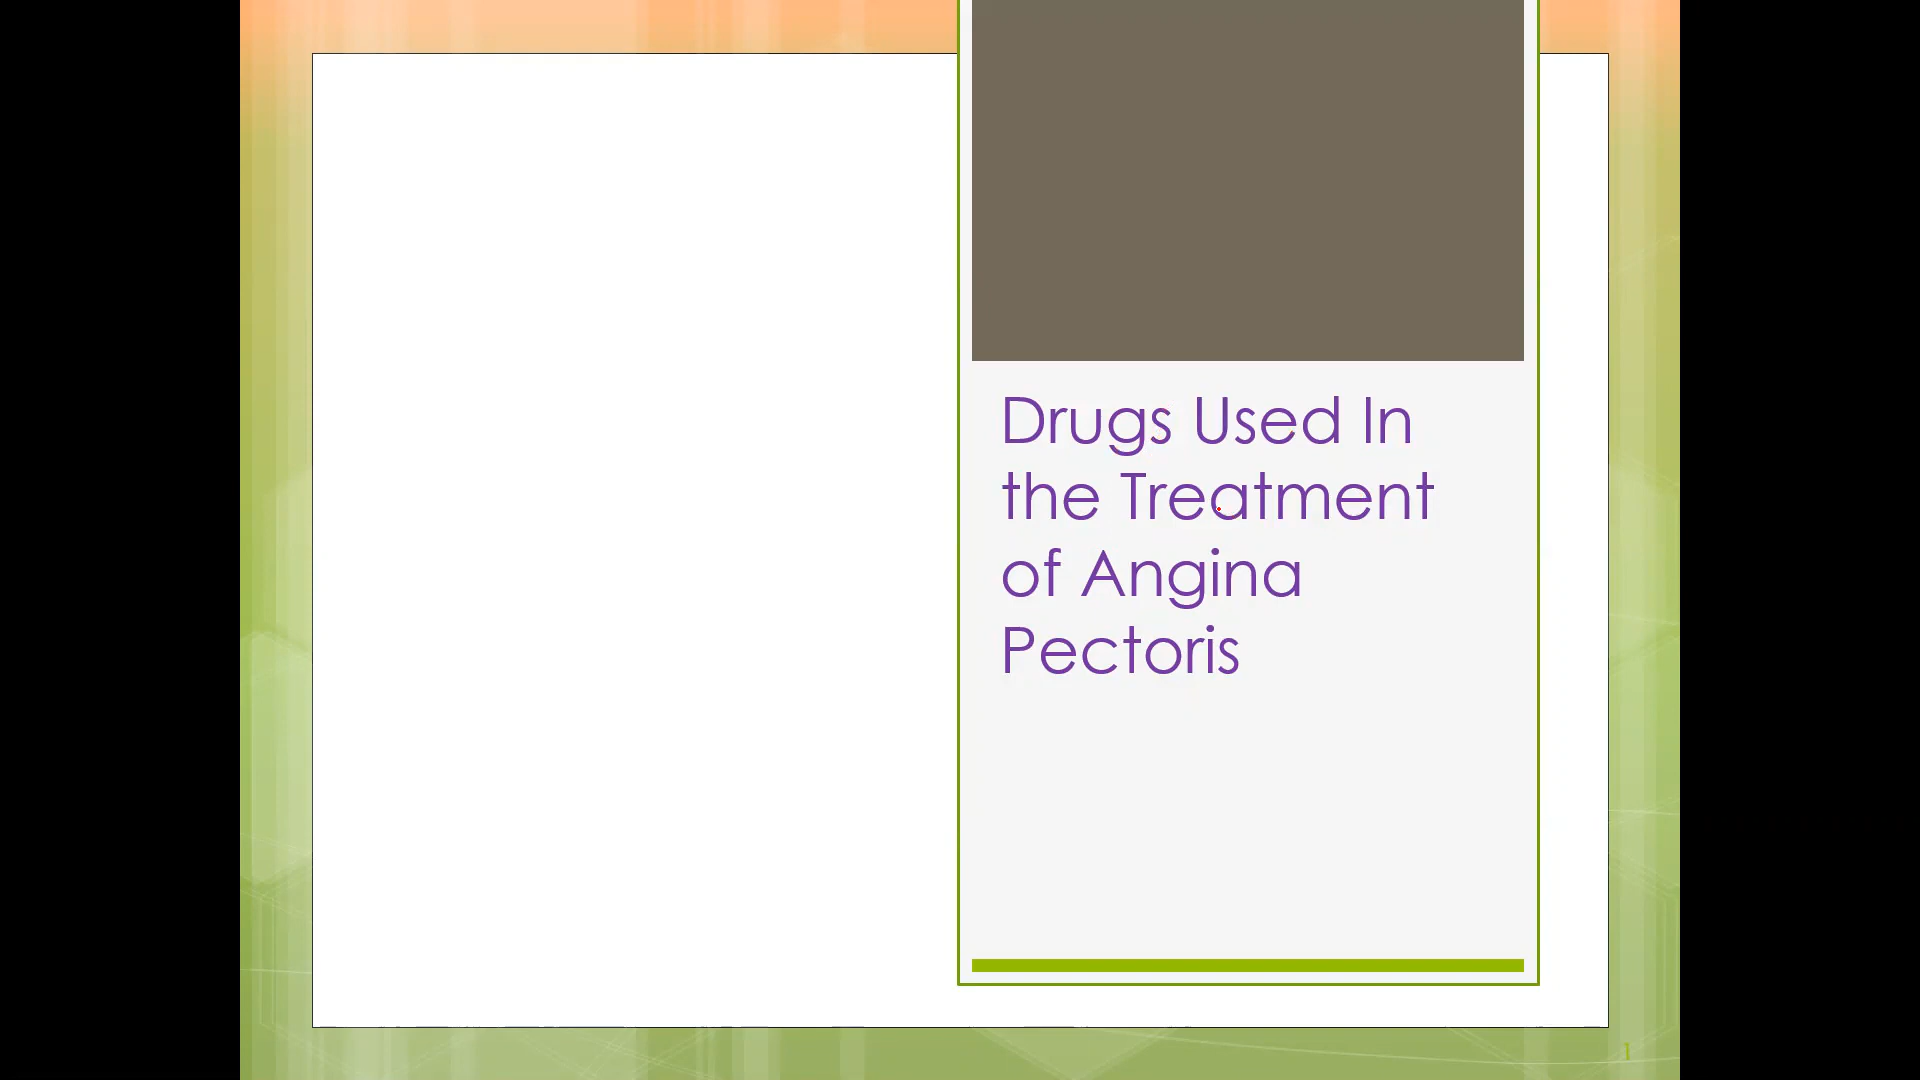 Drugs Used In
the Treatment
of Angina
Pectoris
1